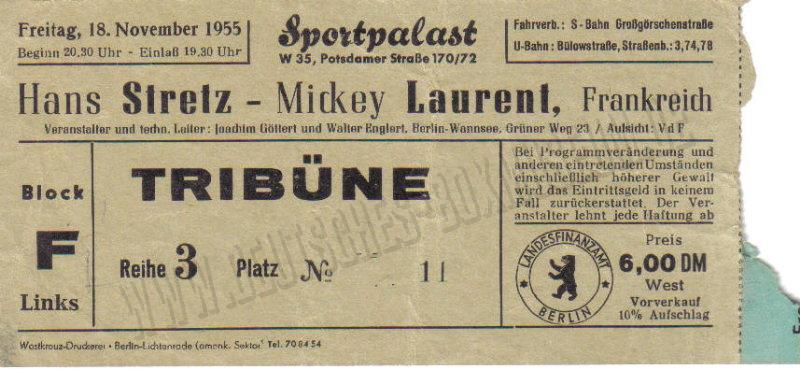 Freitag, 18. November 1955
Beginn 20,30 Uhr - Einlaß 19,30 Uhr
Sportpalast
W 35, Potsdamer Straße 170/72
Fahrverb.: S-Bahn Großgörschenstraße
U-Bahn: Bülowstraße, Straßenb.: 3,74,78
Hans Stretz - Mickey Laurent, Frankreich
Veranstalter und techn. Leiter: Joachim Göttert und Walter Englert, Berlin-Wannsee, Grüner Weg 23 / Aufsicht: VdF
Block
F
Links
TRIBÜNE
Reihe 3 Platz № 11
Bei Programmveränderung und
anderen eintretenden Umständen
einschließlich höherer Gewalt
wird das Eintrittsgeld in keinem
Fall zurückerstattet. Der Ver-
anstalter lehnt jede Haftung ab
LANDESFINANZAMT
BERLIN
Preis
6,00 DM
West
Vorverkauf
10% Aufschlag
Westkreuz-Druckerei • Berlin-Lichtenrade (amerik. Sektor) Tel. 70 84 54